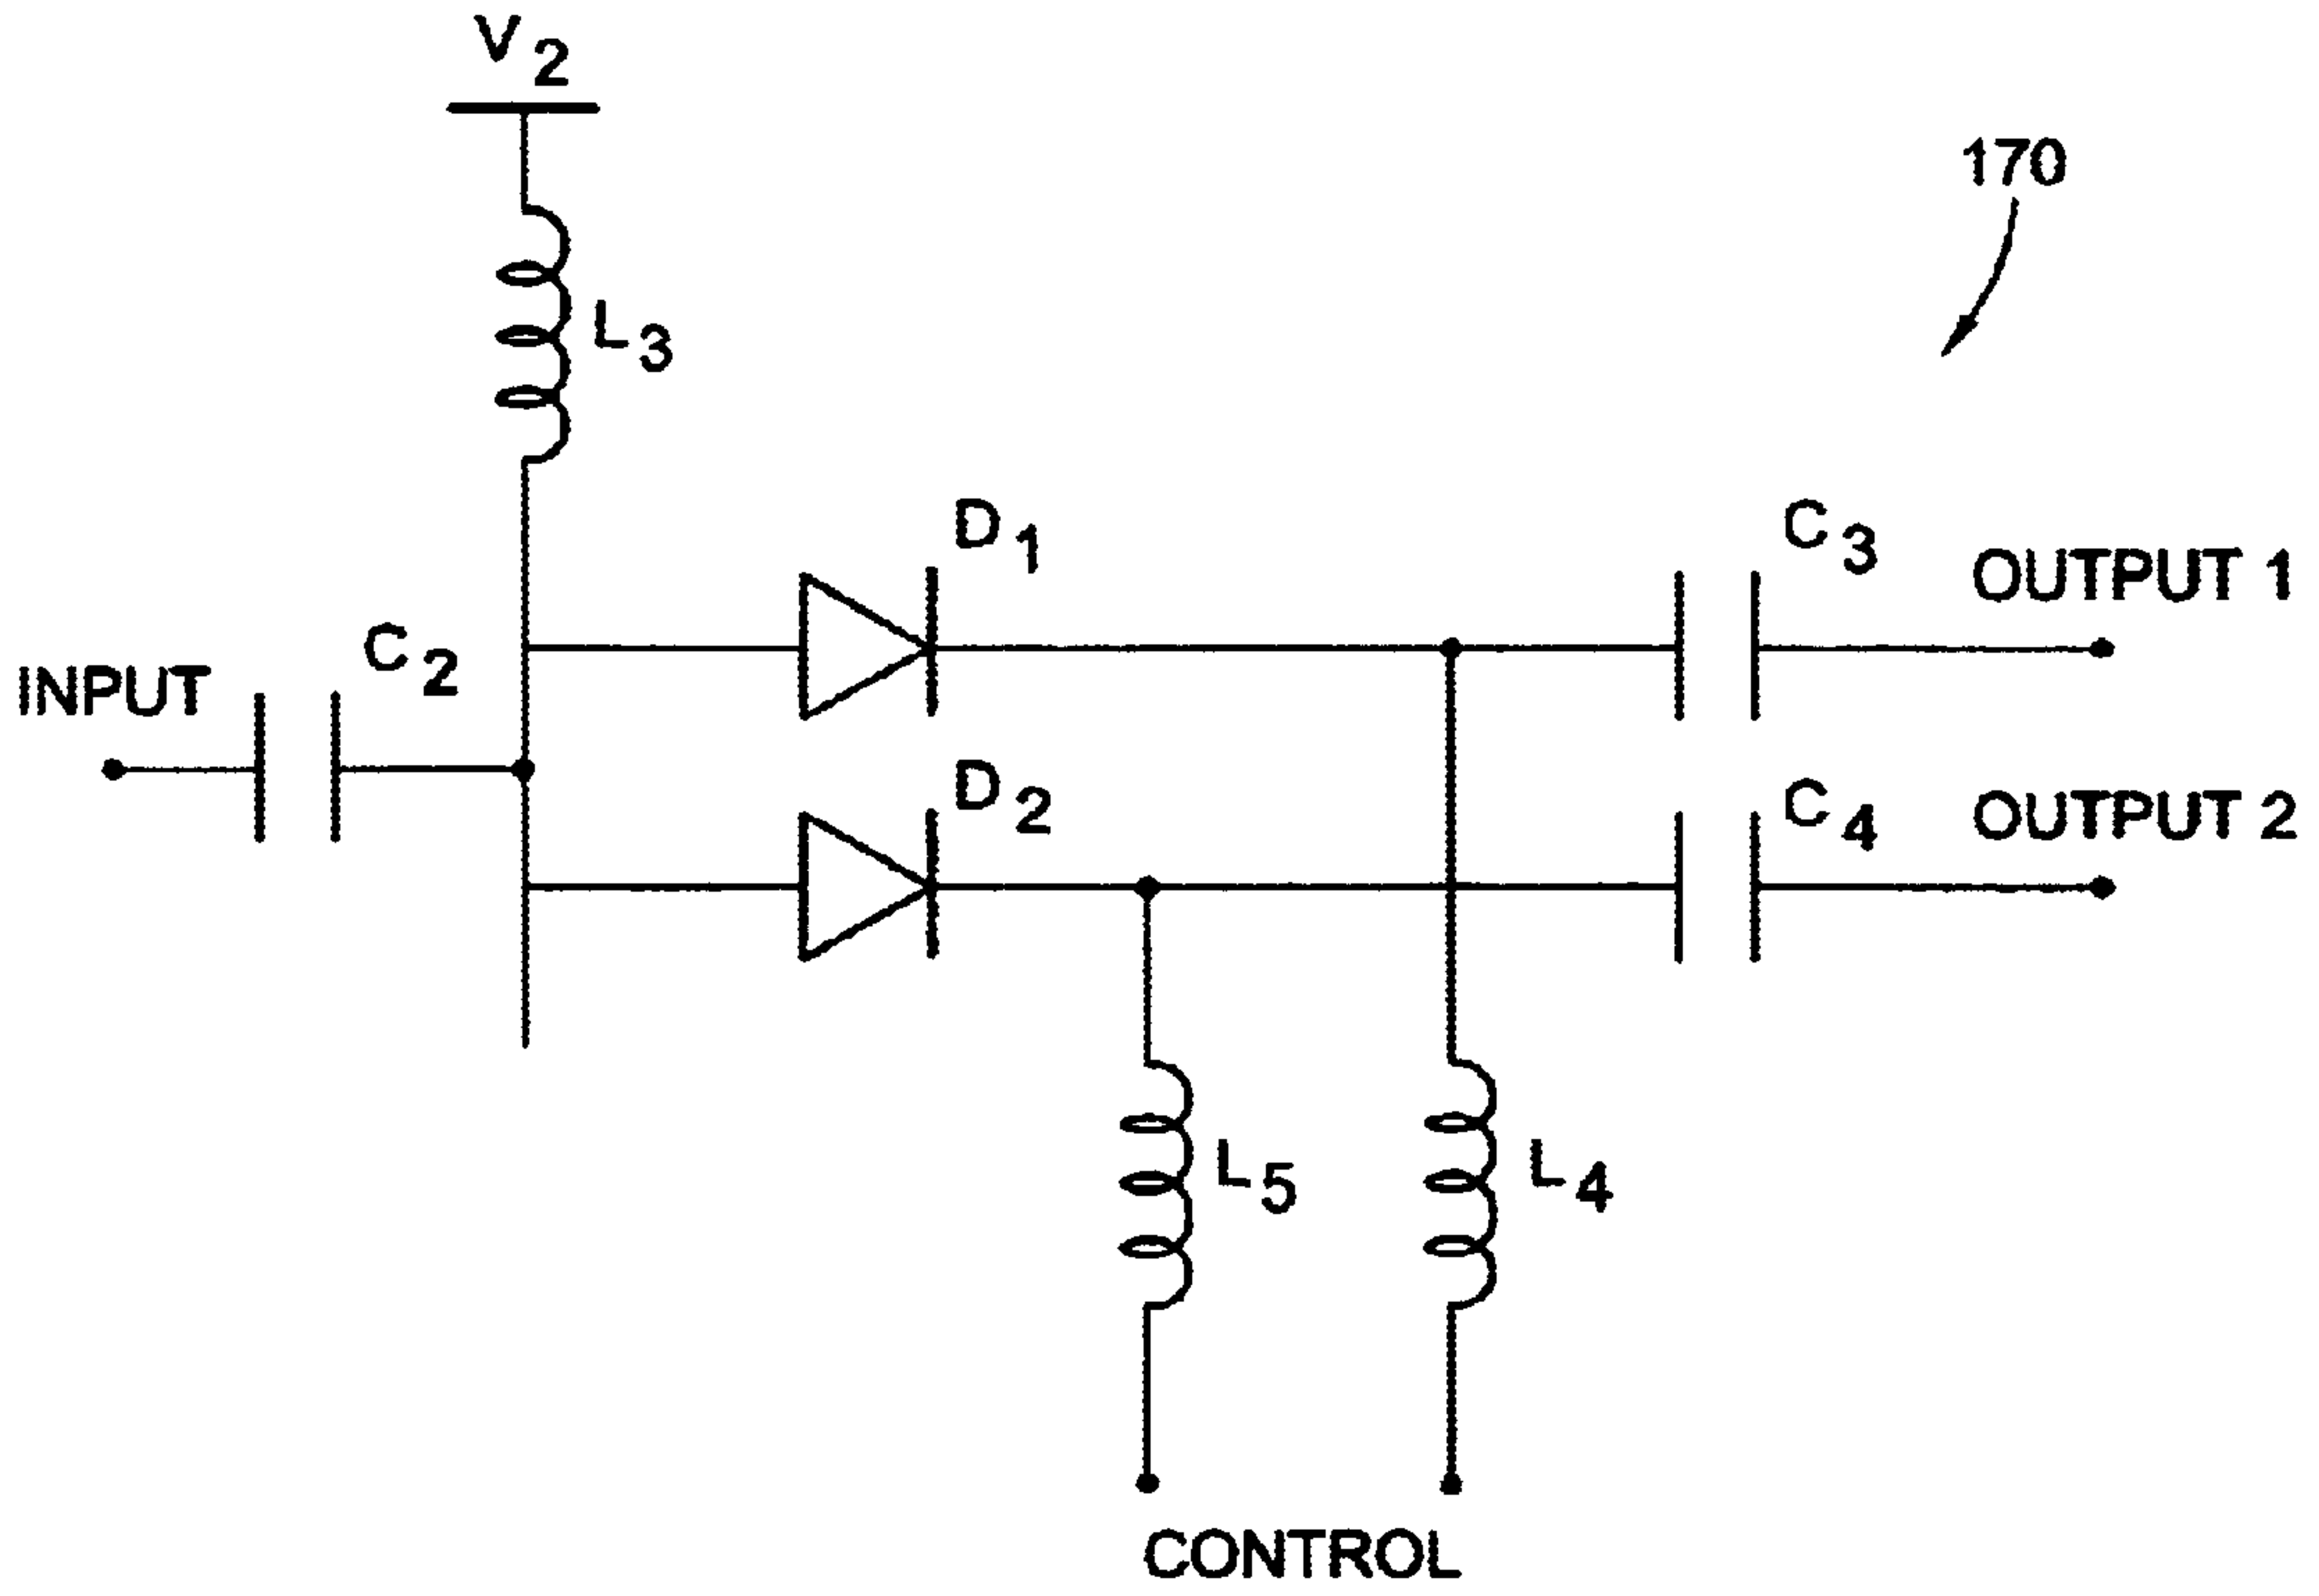 V2
170
L3
D1
C3
OUTPUT 1
C2
INPUT
D2
C4
OUTPUT 2
L5
L4
CONTROL